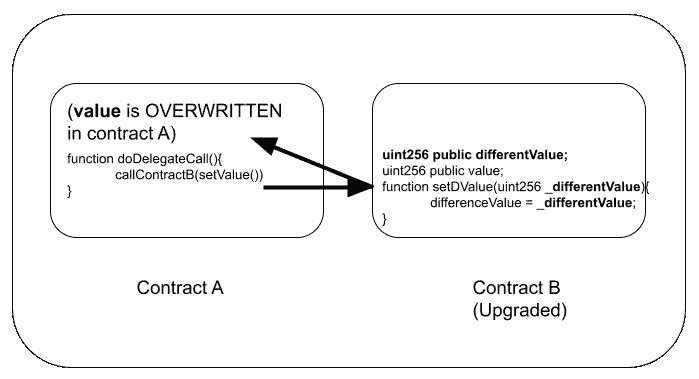 (value is OVERWRITTEN
in contract A)
function doDelegateCall(){
callContractB(setValue())
}
uint256 public differentValue;
uint256 public value;
function setDValue(uint256 _differentValue){
differenceValue = _differentValue;
}
Contract A
Contract B
(Upgraded)